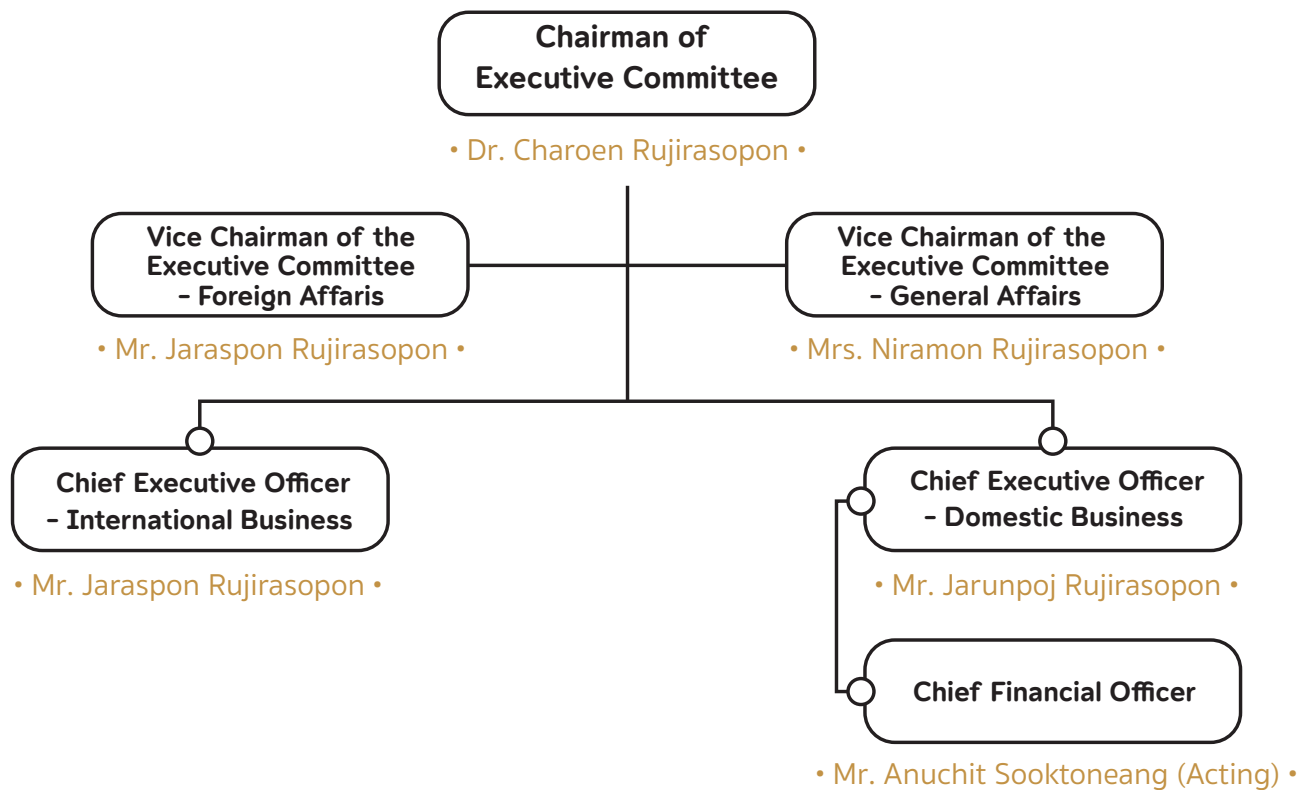 Chairman of
Executive Committee
• Dr. Charoen Rujirasopon •
Vice Chairman of the
Executive Committee
– Foreign Affaris
• Mr. Jaraspon Rujirasopon •
Vice Chairman of the
Executive Committee
– General Affairs
• Mrs. Niramon Rujirasopon •
Chief Executive Officer
– International Business
• Mr. Jaraspon Rujirasopon •
Chief Executive Officer
– Domestic Business
• Mr. Jarunpoj Rujirasopon •
Chief Financial Officer
• Mr. Anuchit Sooktoneang (Acting) •